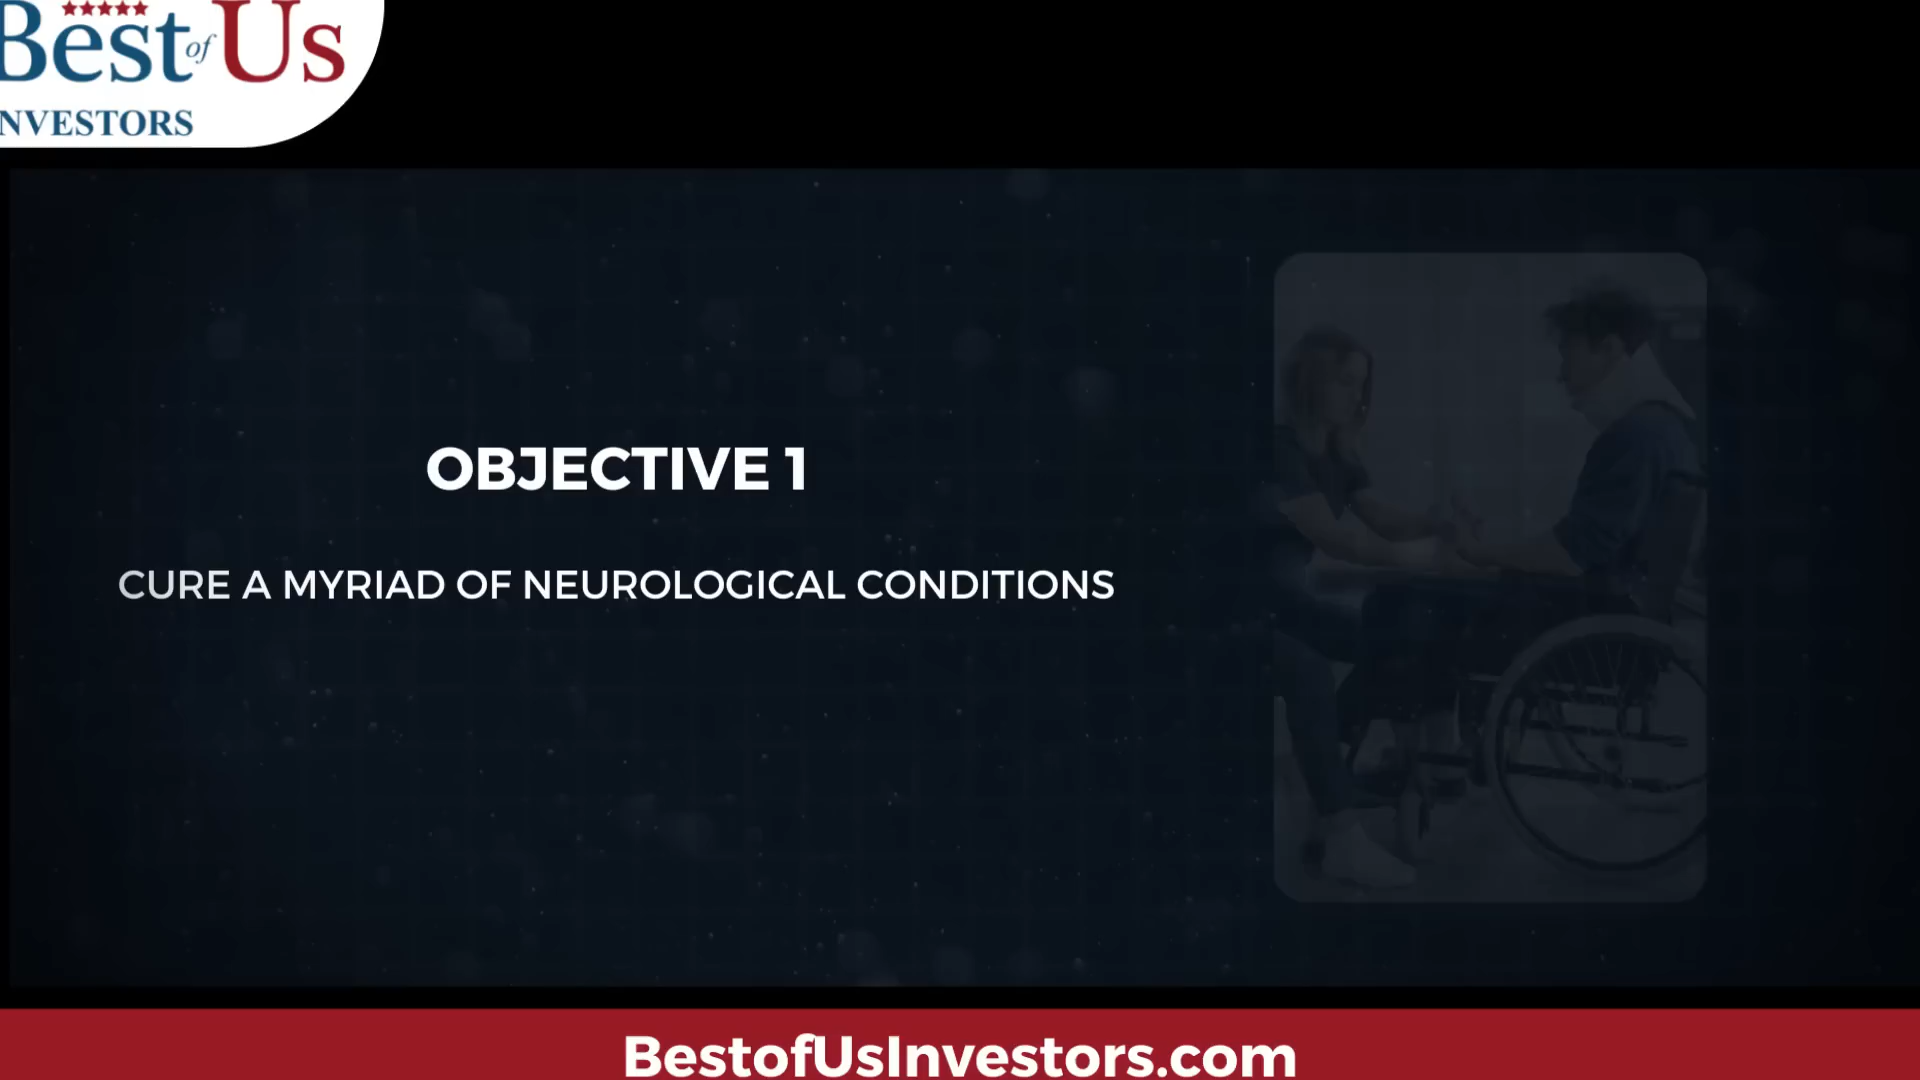 Best of Us
NVESTORS
OBJECTIVE 1
CURE A MYRIAD OF NEUROLOGICAL CONDITIONS
BestofUsInvestors.com